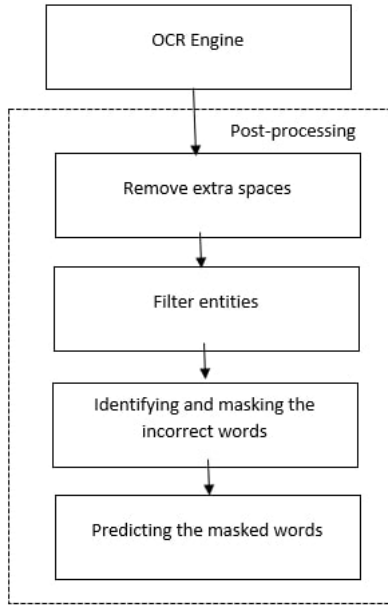 OCR Engine
Post-processing
Remove extra spaces
Filter entities
Identifying and masking the
incorrect words
Predicting the masked words